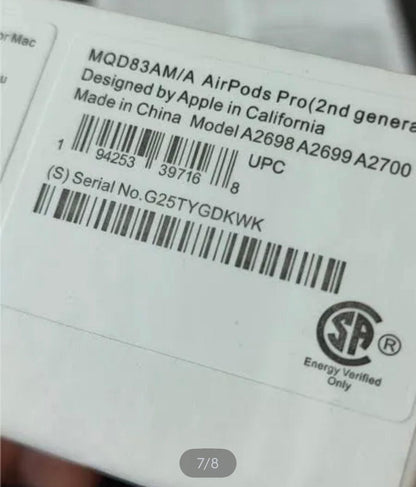 or Mac
MQD83AM/A AirPods Pro(2nd genera
Designed by Apple in California
Made in China Model A2698 A2699 A2700
1 94253 39716 8 UPC
(S) Serial No.G25TYGDKWK
SA ®
Energy Verified
Only
7/8